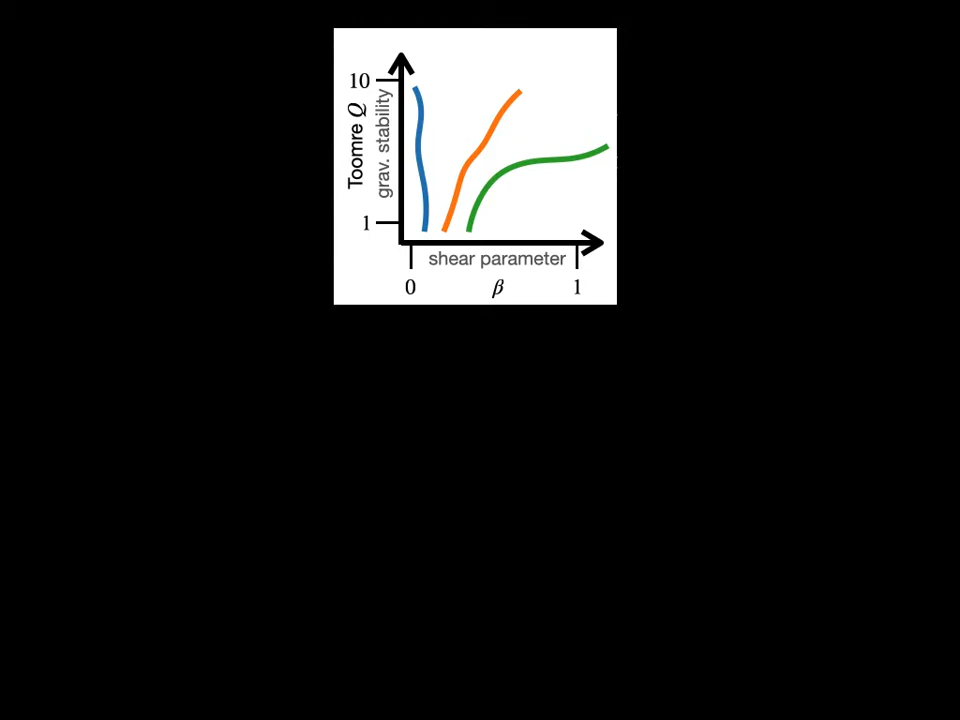 10
Toomre Q
grav. stability
1
shear parameter
0 β 1